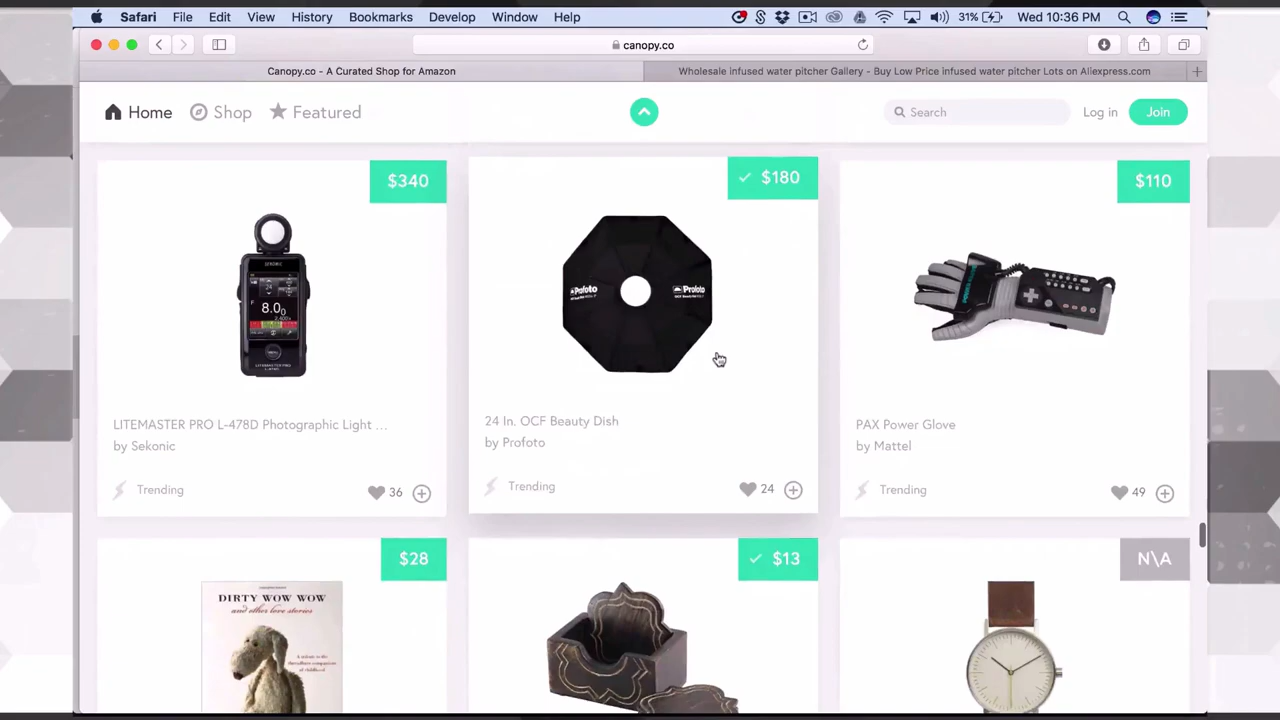 Safari File Edit View History Bookmarks Develop Window Help 31% Wed 10:36 PM
canopy.co
Canopy.co - A Curated Shop for Amazon
Wholesale infused water pitcher Gallery - Buy Low Price infused water pitcher Lots on Aliexpress.com
Home Shop Featured Search Log in Join
$340
$180
$110
8.0
Profoto
Profoto
LITEMASTER PRO L-478D Photographic Light ...
by Sekonic
24 In. OCF Beauty Dish
by Profoto
PAX Power Glove
by Mattel
Trending 36
Trending 24
Trending 49
$28
$13
N\A
DIRTY WOW WOW
and other love stories